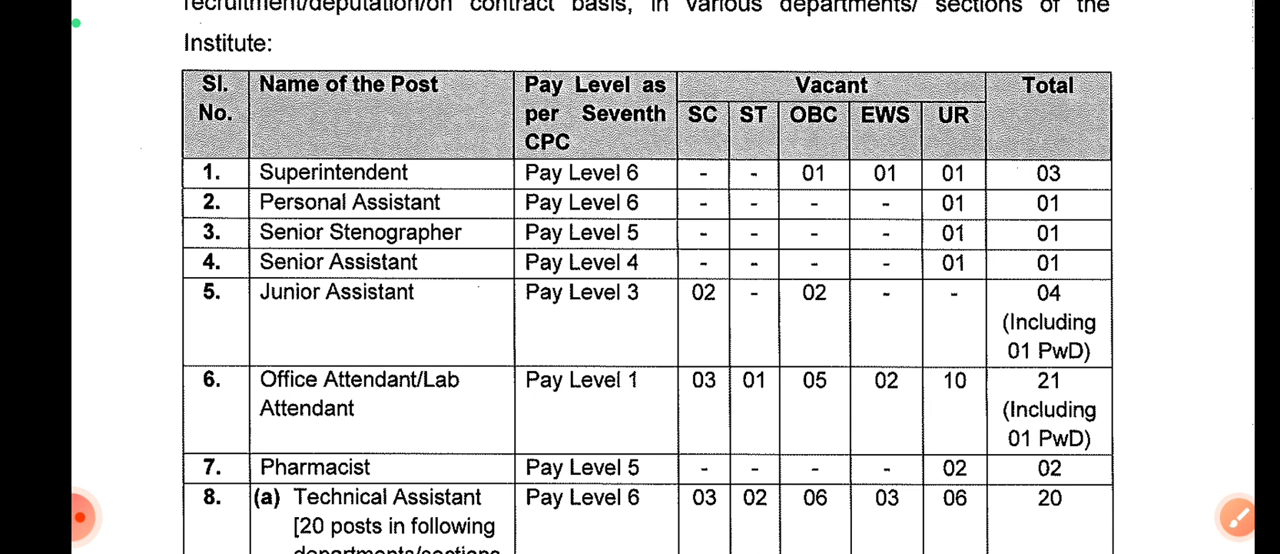 recruitment/deputation/on contract basis, in various departments/ sections of the
Institute:
Sl. No. Name of the Post Pay Level as per Seventh CPC Vacant Total
SC ST OBC EWS UR
1. Superintendent Pay Level 6 - - 01 01 01 03
2. Personal Assistant Pay Level 6 - - - - 01 01
3. Senior Stenographer Pay Level 5 - - - - 01 01
4. Senior Assistant Pay Level 4 - - - - 01 01
5. Junior Assistant Pay Level 3 02 - 02 - - 04
(Including
01 PwD)
6. Office Attendant/Lab Pay Level 1 03 01 05 02 10 21
Attendant (Including
01 PwD)
7. Pharmacist Pay Level 5 - - - - 02 02
8. (a) Technical Assistant Pay Level 6 03 02 06 03 06 20
[20 posts in following
departments/sections